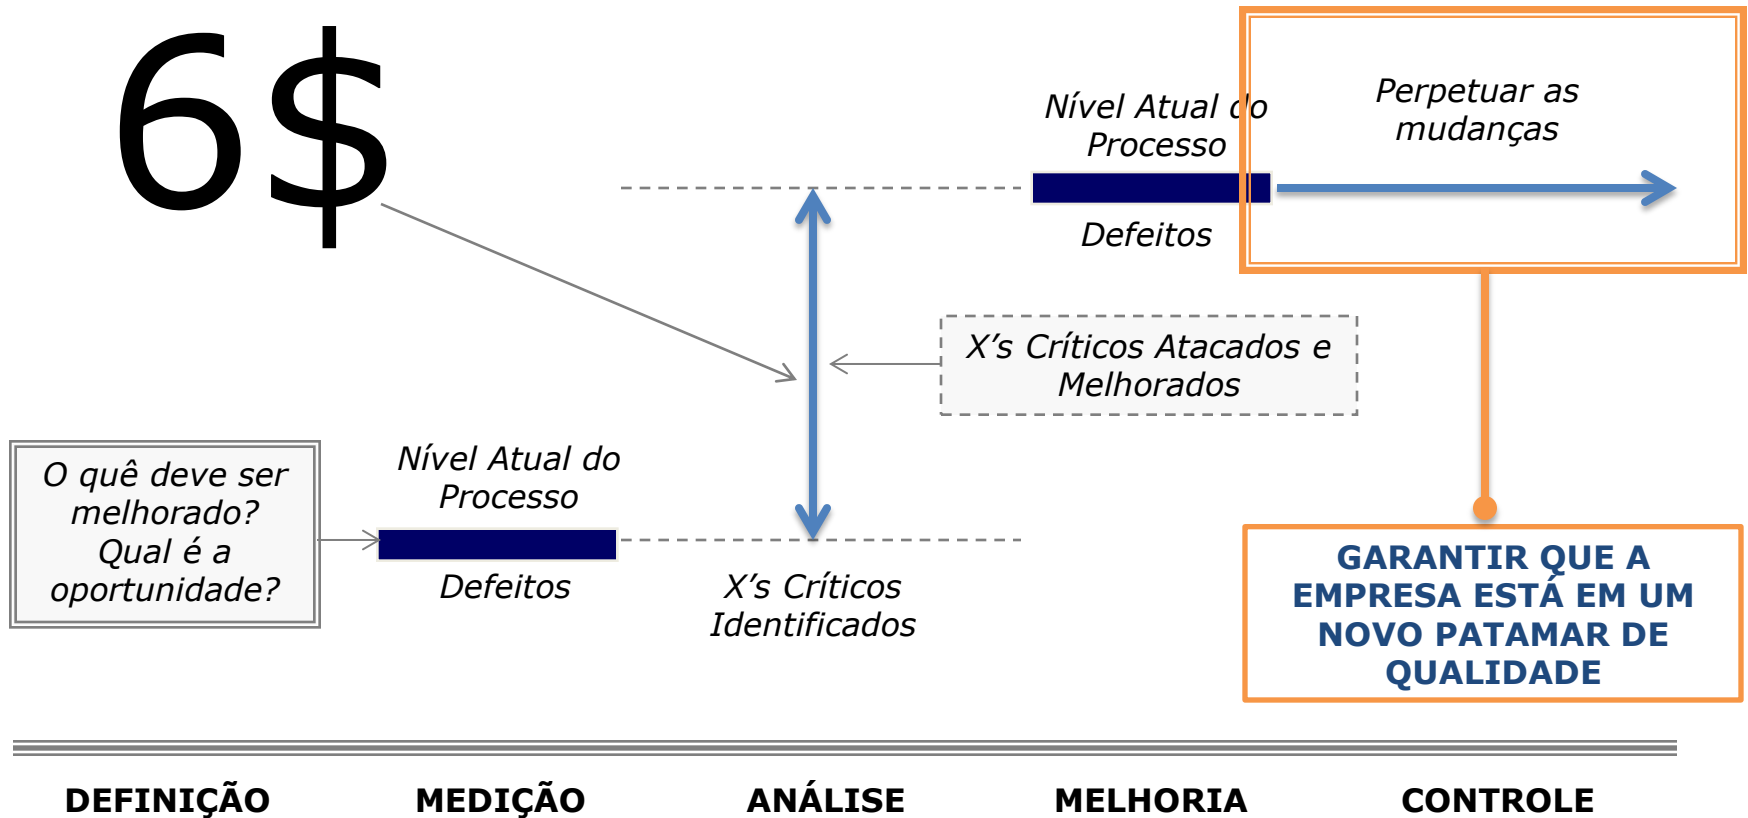 6$
Nível Atual do
Processo
Defeitos
Perpetuar as
mudanças
X’s Críticos Atacados e
Melhorados
O quê deve ser
melhorado?
Qual é a
oportunidade?
Nível Atual do
Processo
Defeitos
X’s Críticos
Identificados
GARANTIR QUE A
EMPRESA ESTÁ EM UM
NOVO PATAMAR DE
QUALIDADE
DEFINIÇÃO MEDIÇÃO ANÁLISE MELHORIA CONTROLE